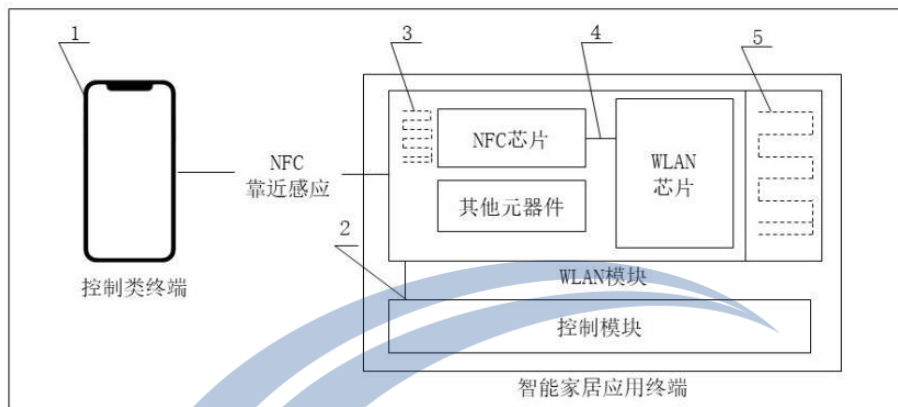 1
3
4
5
NFC芯片
WLAN
芯片
NFC
靠近感应
其他元器件
2
控制类终端
WLAN模块
控制模块
智能家居应用终端